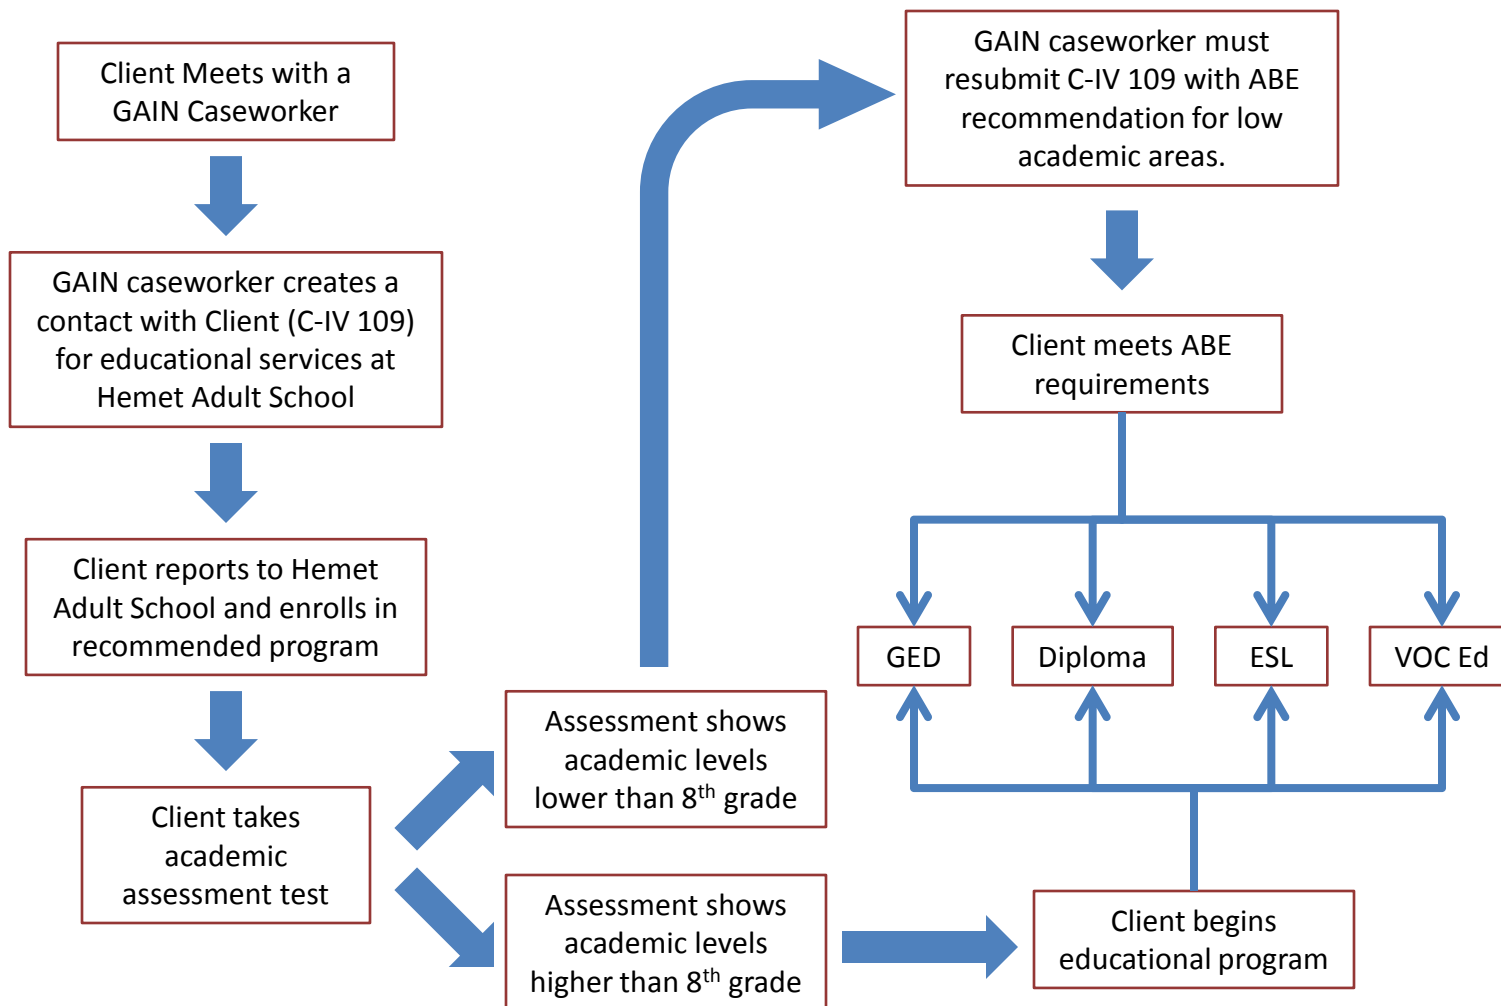 Client Meets with a
GAIN Caseworker
GAIN caseworker creates a
contact with Client (C-IV 109)
for educational services at
Hemet Adult School
Client reports to Hemet
Adult School and enrolls in
recommended program
Client takes
academic
assessment test
Assessment shows
academic levels
lower than 8th grade
Assessment shows
academic levels
higher than 8th grade
GAIN caseworker must
resubmit C-IV 109 with ABE
recommendation for low
academic areas.
Client meets ABE
requirements
GED
Diploma
ESL
VOC Ed
Client begins
educational program